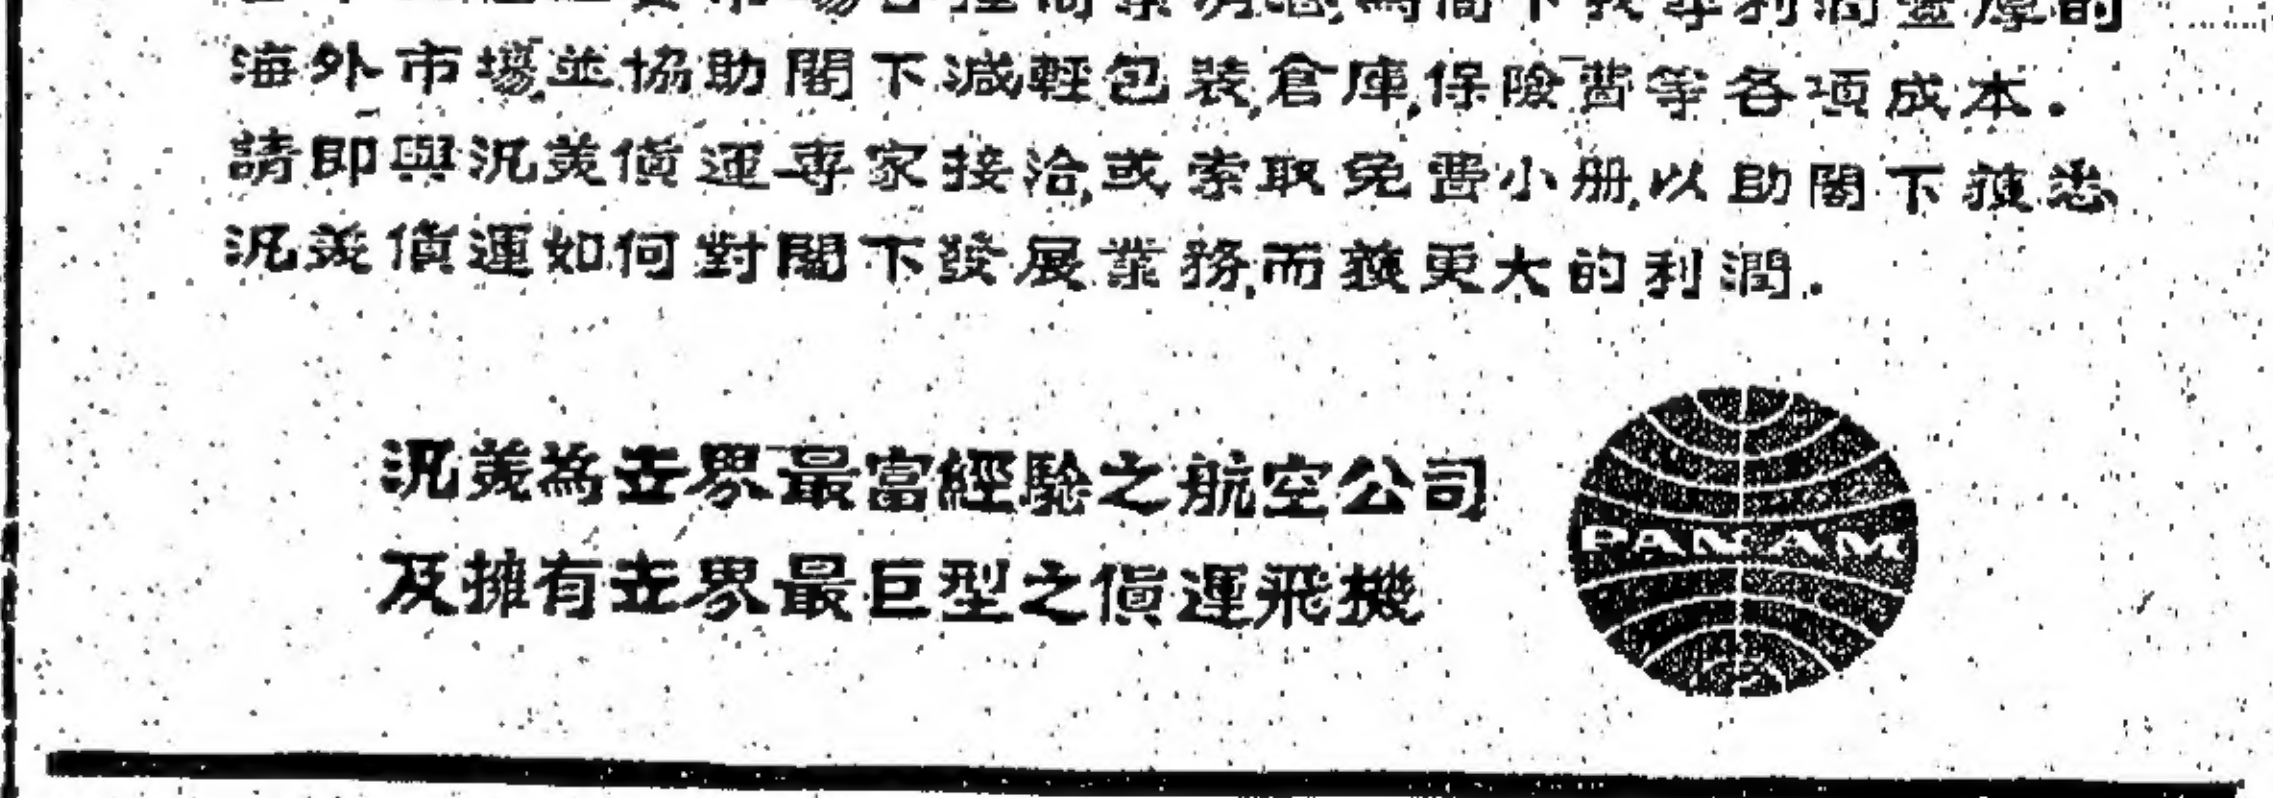 海外市場,並協助閣下減輕包裝,倉庫,保險費等各項成本.
請即與汎美貨運專家接洽,或索取免費小册,以助閣下獲悉
汎美貨運如何對閣下發展業務,而獲更大的利潤.
汎美為世界最富經驗之航空公司
及擁有世界最巨型之貨運飛機
PAN AM